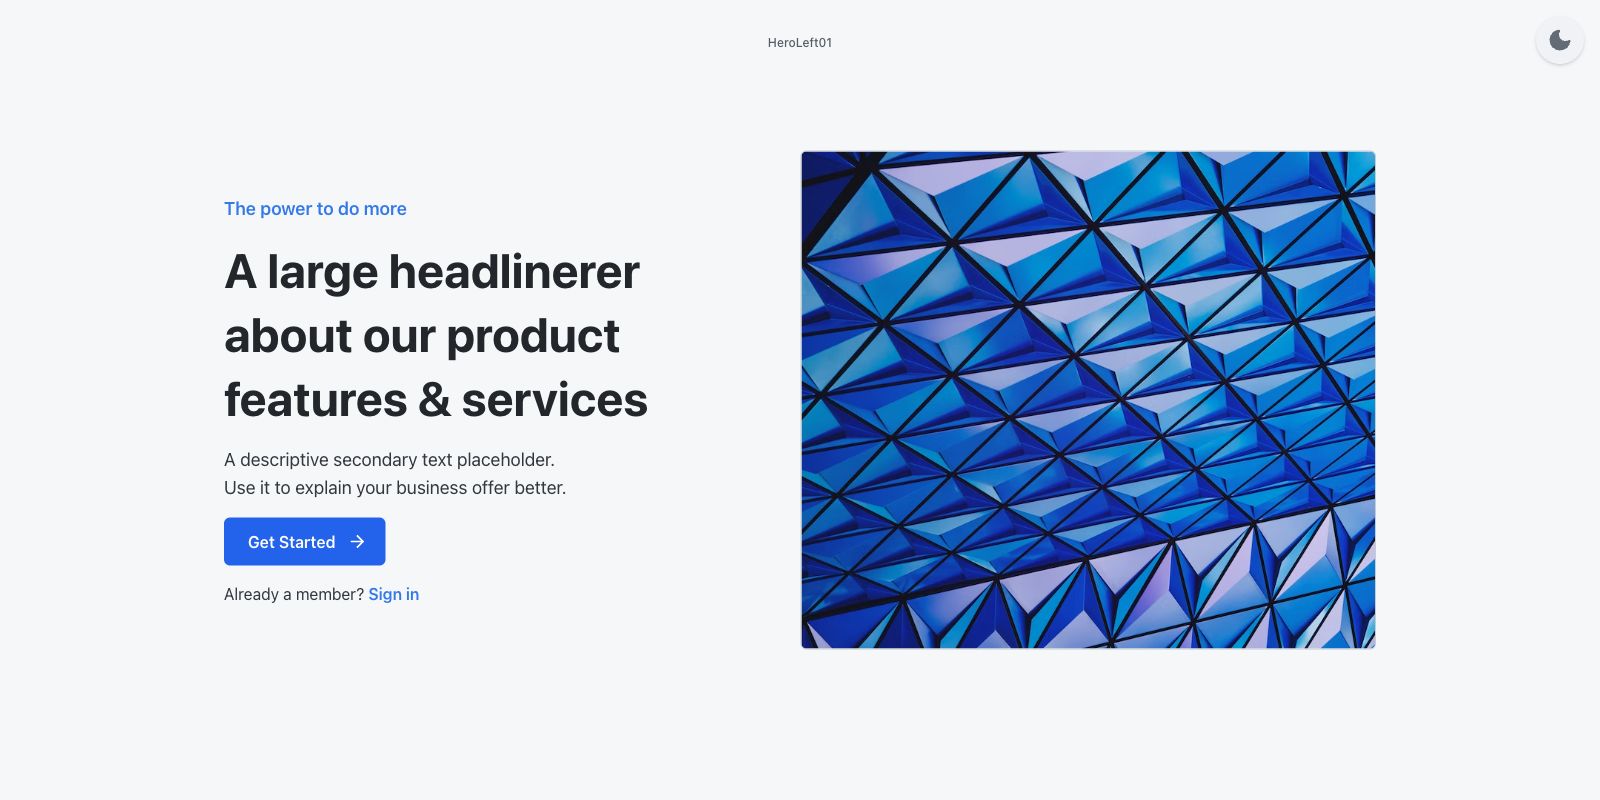 HeroLeft01
The power to do more
A large headlinerer
about our product
features & services
A descriptive secondary text placeholder.
Use it to explain your business offer better.
Get Started
Already a member? Sign in